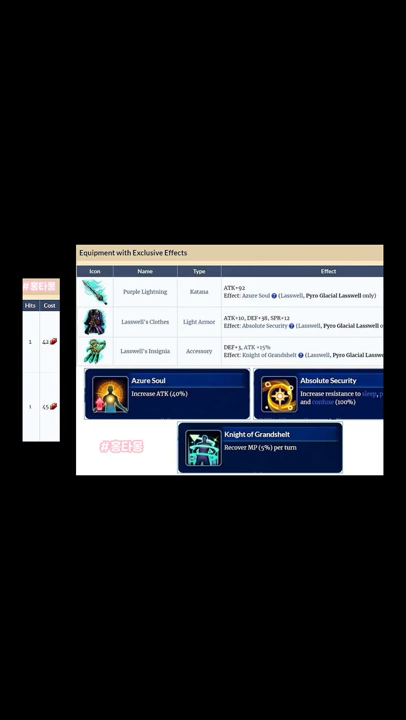 Equipment with Exclusive Effects
Icon Name Type Effect
Purple Lightning Katana ATK+92
Effect: Azure Soul (Lasswell, Pyro Glacial Lasswell only)
Lasswell's Clothes Light Armor ATK+10, DEF+38, SPR+12
Effect: Absolute Security (Lasswell, Pyro Glacial Lasswell
Lasswell's Insignia Accessory DEF+3, ATK +15%
Effect: Knight of Grandshelt (Lasswell, Pyro Glacial
#홍타몽
Hits Cost
1 42
1 45
Azure Soul
Increase ATK (40%)
Absolute Security
Increase resistance to sleep,
and confuse (100%)
Knight of Grandshelt
Recover MP (5%) per turn
#홍타몽